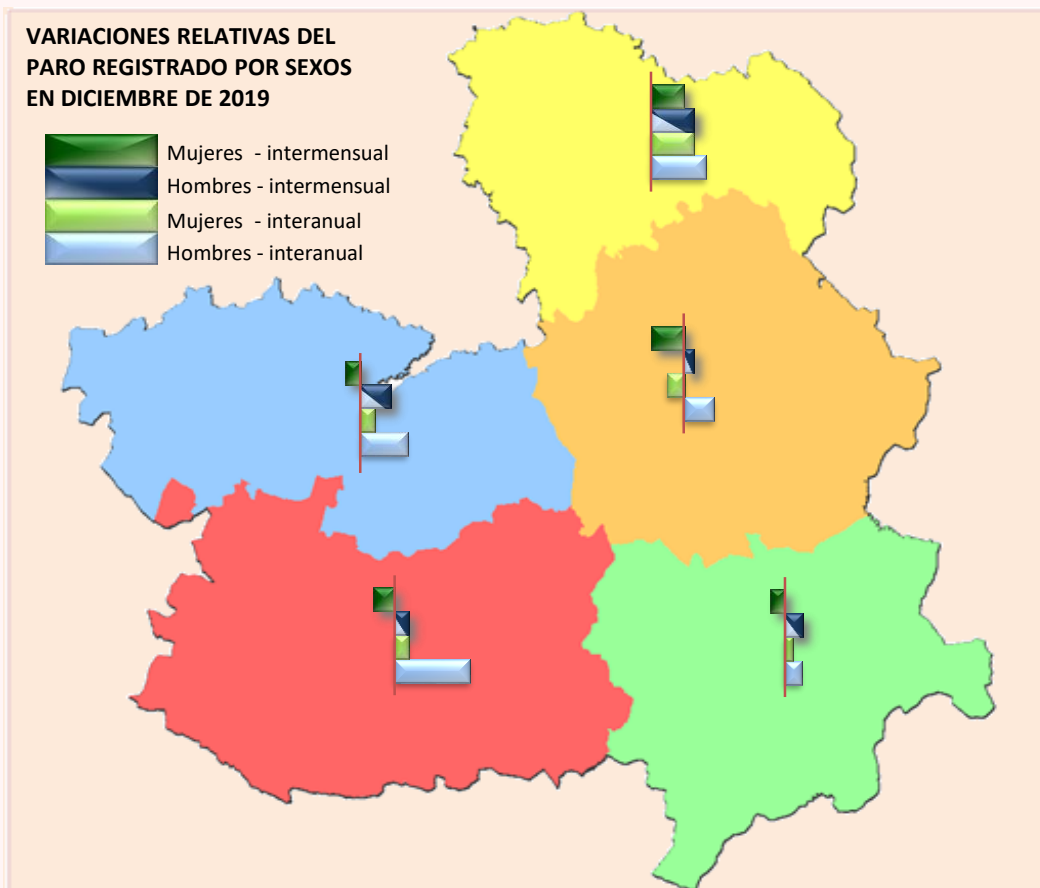 VARIACIONES RELATIVAS DEL
PARO REGISTRADO POR SEXOS
EN DICIEMBRE DE 2019
Mujeres - intermensual
Hombres - intermensual
Mujeres - interanual
Hombres - interanual